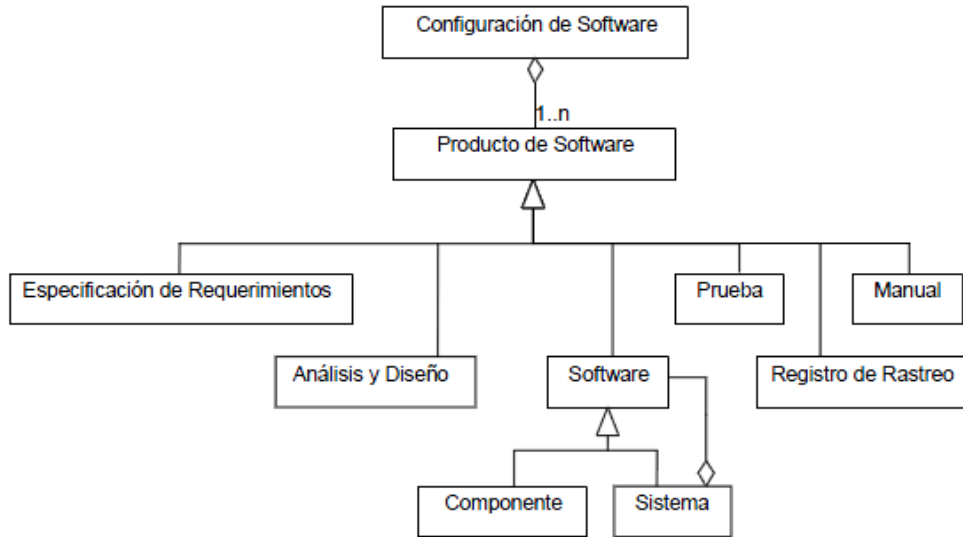 Configuración de Software
1..n
Producto de Software
Especificación de Requerimientos
Prueba
Manual
Análisis y Diseño
Software
Registro de Rastreo
Componente
Sistema